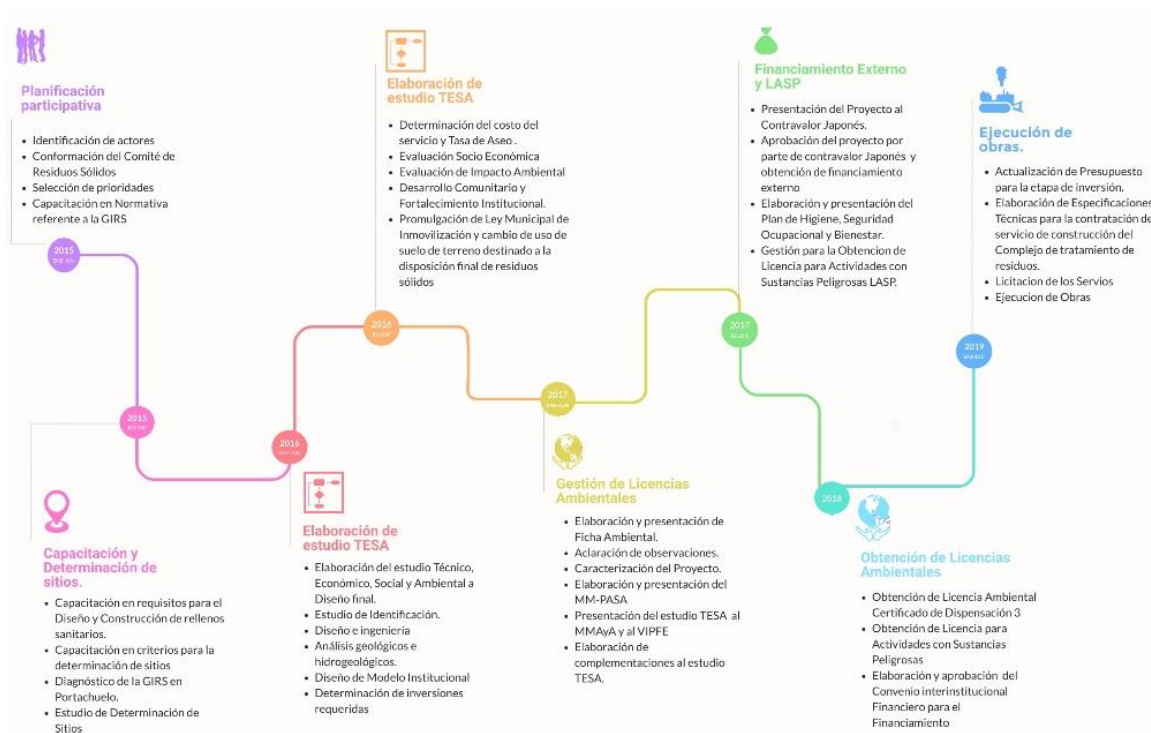 Planificación
participativa
• Identificación de actores
• Conformación del Comité de
Residuos Sólidos
• Selección de prioridades
• Capacitación en Normativa
referente a la GIRS
2015
2015
Capacitación y
Determinación de
sitios.
• Capacitación en requisitos para el
Diseño y Construcción de rellenos
sanitarios.
• Capacitación en criterios para la
determinación de sitios
• Diagnóstico de la GIRS en
Portachuelo.
• Estudio de Determinación de
Sitios
2016
Elaboración de
estudio TESA
• Elaboración del estudio Técnico,
Económico, Social y Ambiental a
Diseño final.
• Estudio de Identificación.
• Diseño e ingeniería
• Análisis geológicos e
hidrogeológicos.
• Diseño de Modelo Institucional
• Determinación de inversiones
requeridas
Elaboración de
estudio TESA
• Determinación del costo del
servicio y Tasa de Aseo .
• Evaluación Socio Económica
• Evaluación de Impacto Ambiental
• Desarrollo Comunitario y
Fortalecimiento Institucional.
• Promulgación de Ley Municipal de
Inmovilización y cambio de uso de
suelo de terreno destinado a la
disposición final de residuos
sólidos
2016
2017
Gestión de Licencias
Ambientales
• Elaboración y presentación de
Ficha Ambiental.
• Aclaración de observaciones.
• Caracterización del Proyecto.
• Elaboración y presentación del
MM-PASA
• Presentación del estudio TESA al
MMAyA y al VIPFE
• Elaboración de
complementaciones al estudio
TESA.
Financiamiento Externo
y LASP
• Presentación del Proyecto al
Contravalor Japonés.
• Aprobación del proyecto por
parte de contravalor Japonés y
obtención de financiamiento
externo
• Elaboración y presentación del
Plan de Higiene, Seguridad
Ocupacional y Bienestar.
• Gestión para la Obtencion de
Licencia para Actividades con
Sustancias Peligrosas LASP.
2017
2018
Obtención de Licencias
Ambientales
• Obtención de Licencia Ambiental
Certificado de Dispensación 3
• Obtención de Licencia para
Actividades con Sustancias
Peligrosas
• Elaboración y aprobación del
Convenio interinstitucional
Financiero para el
Financiamiento
Ejecución de
obras.
• Actualización de Presupuesto
para la etapa de inversión.
• Elaboración de Especificaciones
Técnicas para la contratación de
servicio de construcción del
Complejo de tratamiento de
residuos.
• Licitacion de los Servios
• Ejecucion de Obras
2019